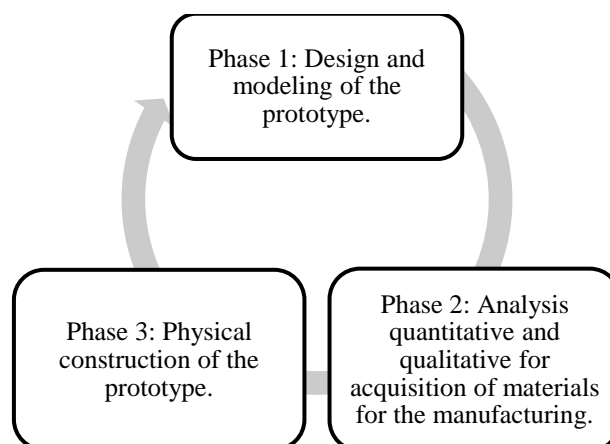 Phase 1: Design and
modeling of the
prototype.
Phase 3: Physical
construction of the
prototype.
Phase 2: Analysis
quantitative and
qualitative for
acquisition of materials
for the manufacturing.